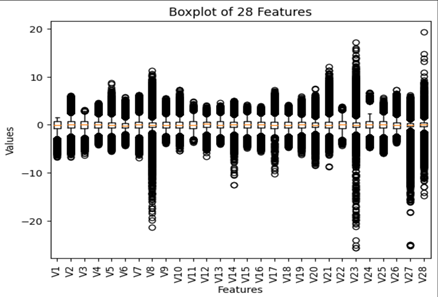 Boxplot of 28 Features
Values
20
10
0
−10
−20
V1 V2 V3 V4 V5 V6 V7 V8 V9 V10 V11 V12 V13 V14 V15 V16 V17 V18 V19 V20 V21 V22 V23 V24 V25 V26 V27 V28
Features